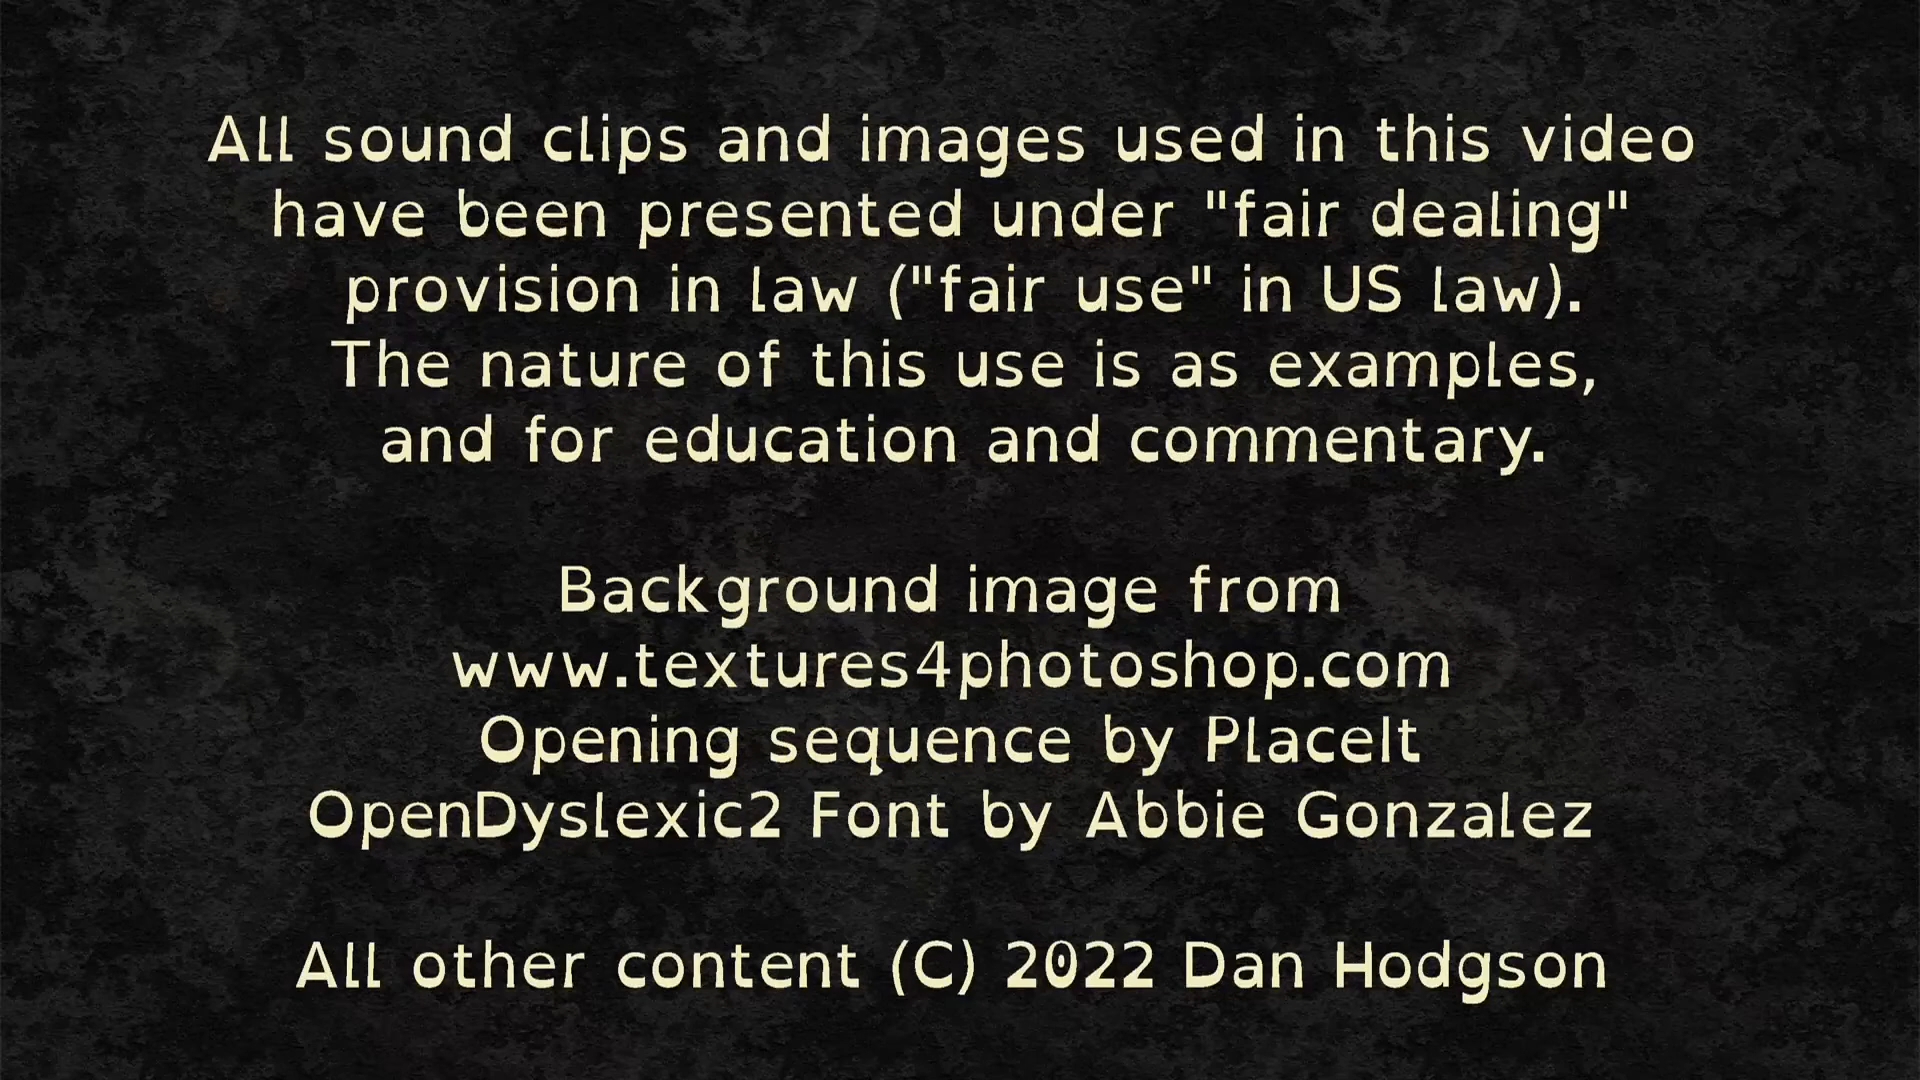 All sound clips and images used in this video
have been presented under "fair dealing"
provision in law ("fair use" in US law).
The nature of this use is as examples,
and for education and commentary.
Background image from
www.textures4photoshop.com
Opening sequence by PlaceIt
OpenDyslexic2 Font by Abbie Gonzalez
All other content (C) 2022 Dan Hodgson